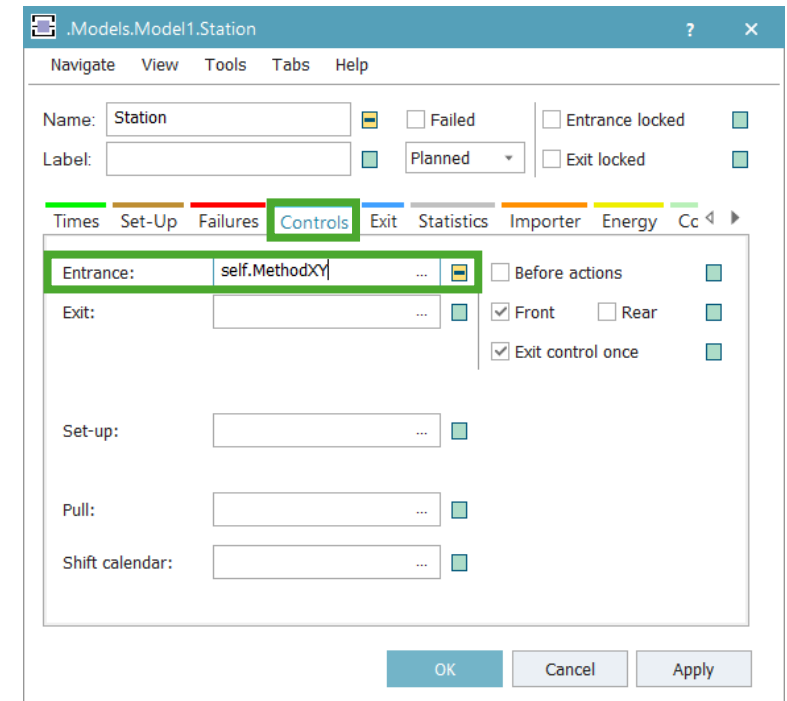 .Models.Model1.Station ? ×
Navigate View Tools Tabs Help
Name: Station Failed Entrance locked
Label: Planned Exit locked
Times Set-Up Failures Controls Exit Statistics Importer Energy Cc
Entrance: self.MethodXY ... Before actions
Exit: ... Front Rear
Exit control once
Set-up: ...
Pull: ...
Shift calendar: ...
OK Cancel Apply